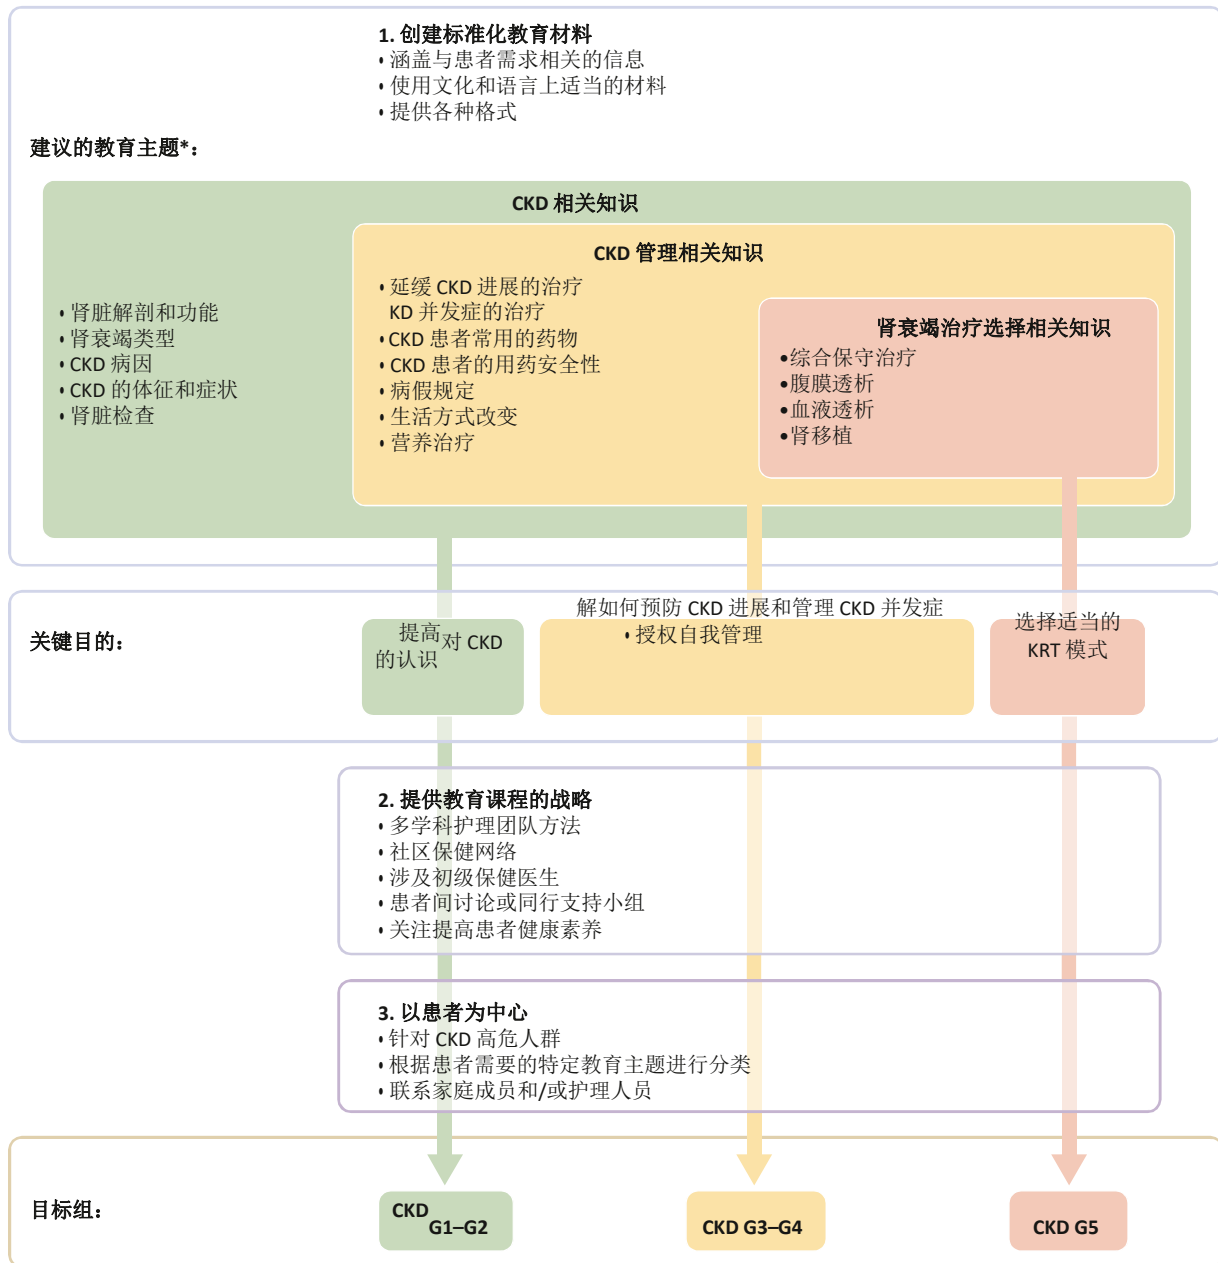 1. 创建标准化教育材料
• 涵盖与患者需求相关的信息
• 使用文化和语言上适当的材料
• 提供各种格式
建议的教育主题*：
CKD 相关知识
• 肾脏解剖和功能
• 肾衰竭类型
• CKD 病因
• CKD 的体征和症状
• 肾脏检查
CKD 管理相关知识
• 延缓 CKD 进展的治疗
KD 并发症的治疗
• CKD 患者常用的药物
• CKD 患者的用药安全性
• 病假规定
• 生活方式改变
• 营养治疗
肾衰竭治疗选择相关知识
•综合保守治疗
•腹膜透析
•血液透析
•肾移植
关键目的：
提高对 CKD
的认识
解如何预防 CKD 进展和管理 CKD 并发症
• 授权自我管理
选择适当的
KRT 模式
2. 提供教育课程的战略
• 多学科护理团队方法
• 社区保健网络
• 涉及初级保健医生
• 患者间讨论或同行支持小组
• 关注提高患者健康素养
3. 以患者为中心
• 针对 CKD 高危人群
• 根据患者需要的特定教育主题进行分类
• 联系家庭成员和/或护理人员
目标组：
CKD
G1–G2
CKD G3–G4
CKD G5